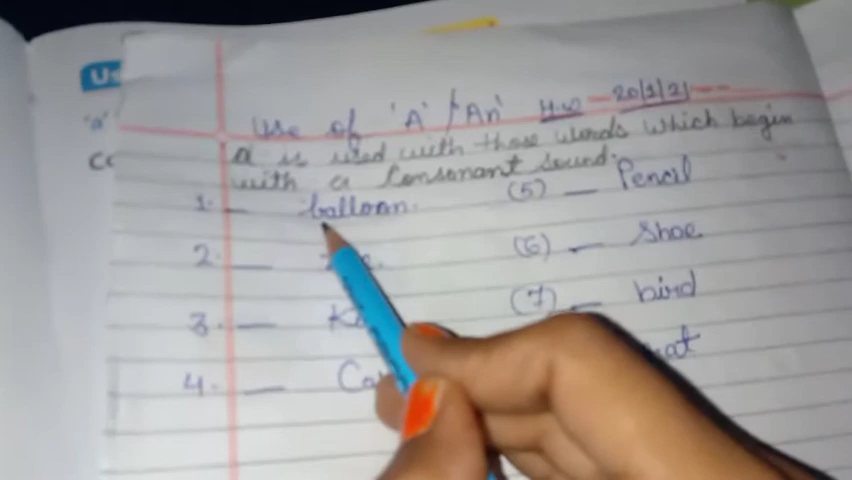 Us
"a"
Use of 'A' / 'An' H.W 20/1/21
a is used with those words which begin
with a Consonant sound.
1. __ balloon. (5) __ Pencil
2. __ (6) __ Shoe
3. __ (7) __ bird
4. __